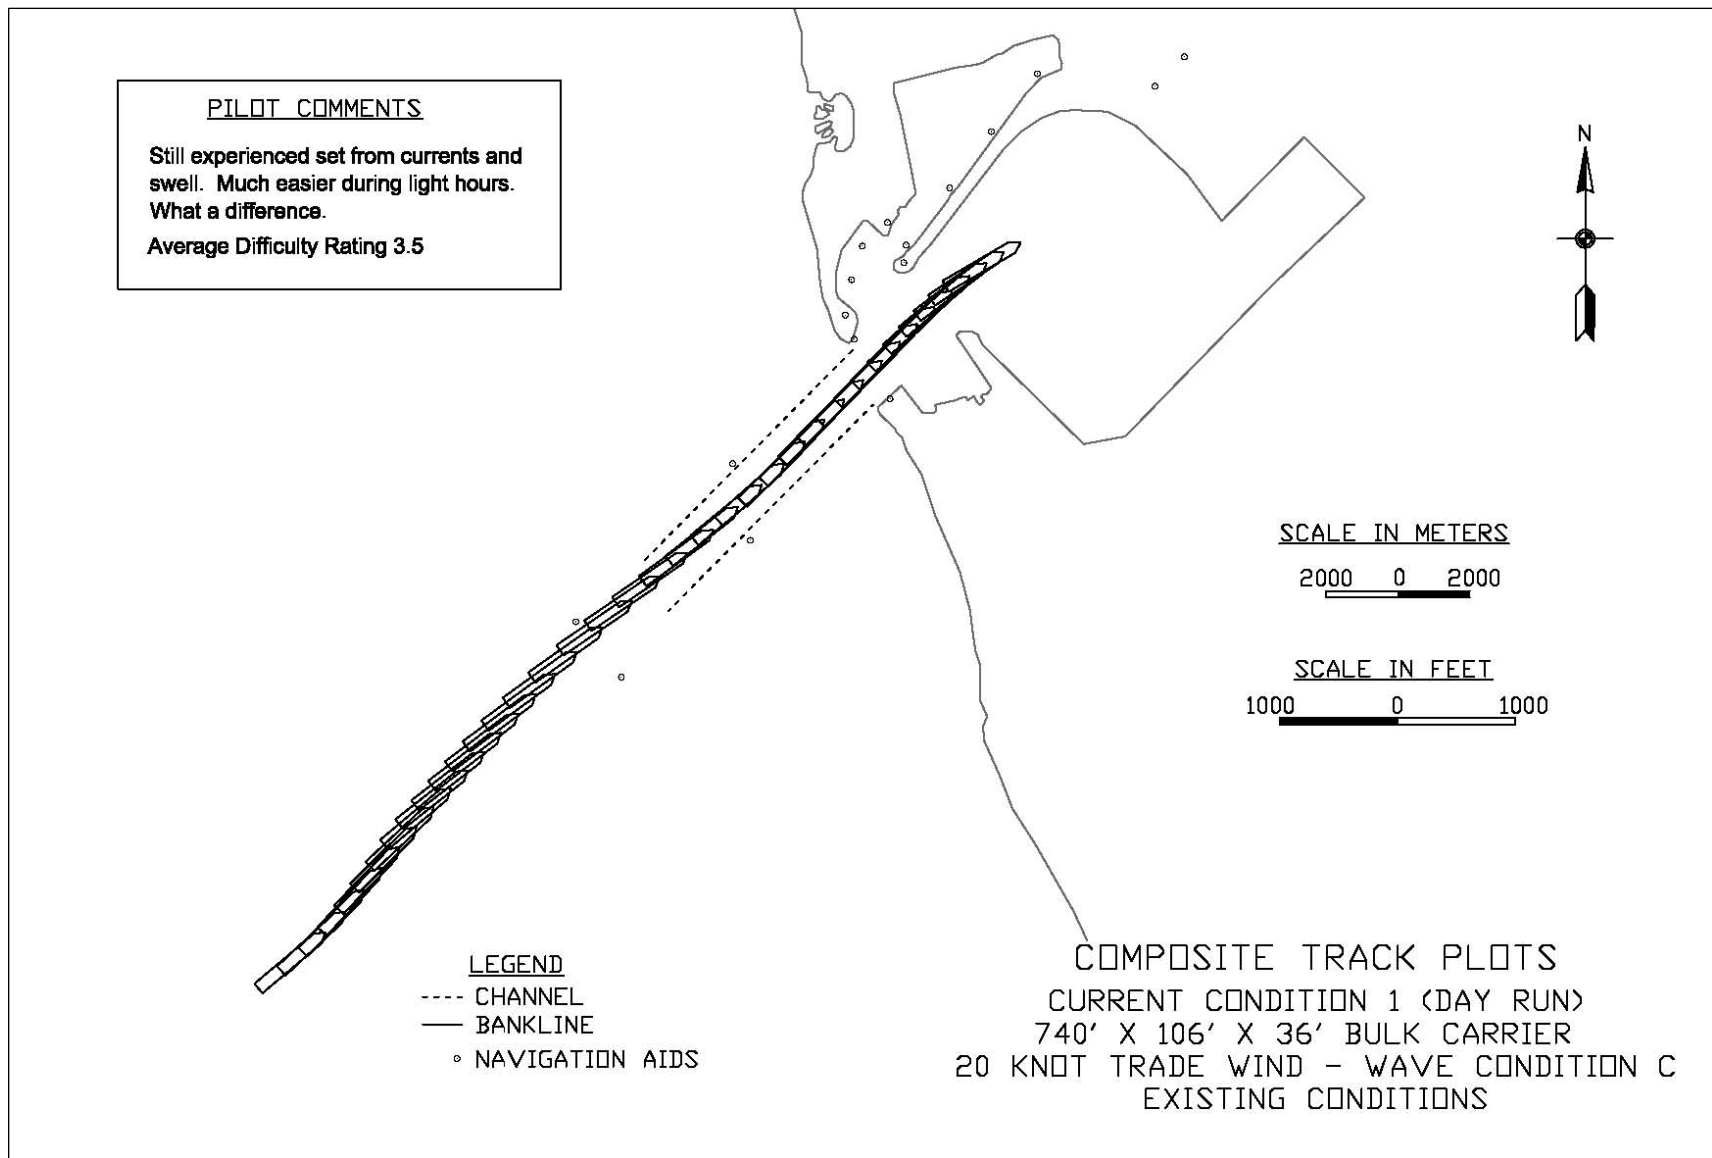 PILOT COMMENTS
Still experienced set from currents and
swell. Much easier during light hours.
What a difference.
Average Difficulty Rating 3.5
N
SCALE IN METERS
2000 0 2000
SCALE IN FEET
1000 0 1000
LEGEND
CHANNEL
BANKLINE
NAVIGATION AIDS
COMPOSITE TRACK PLOTS
CURRENT CONDITION 1 (DAY RUN)
740' X 106' X 36' BULK CARRIER
20 KNOT TRADE WIND - WAVE CONDITION C
EXISTING CONDITIONS